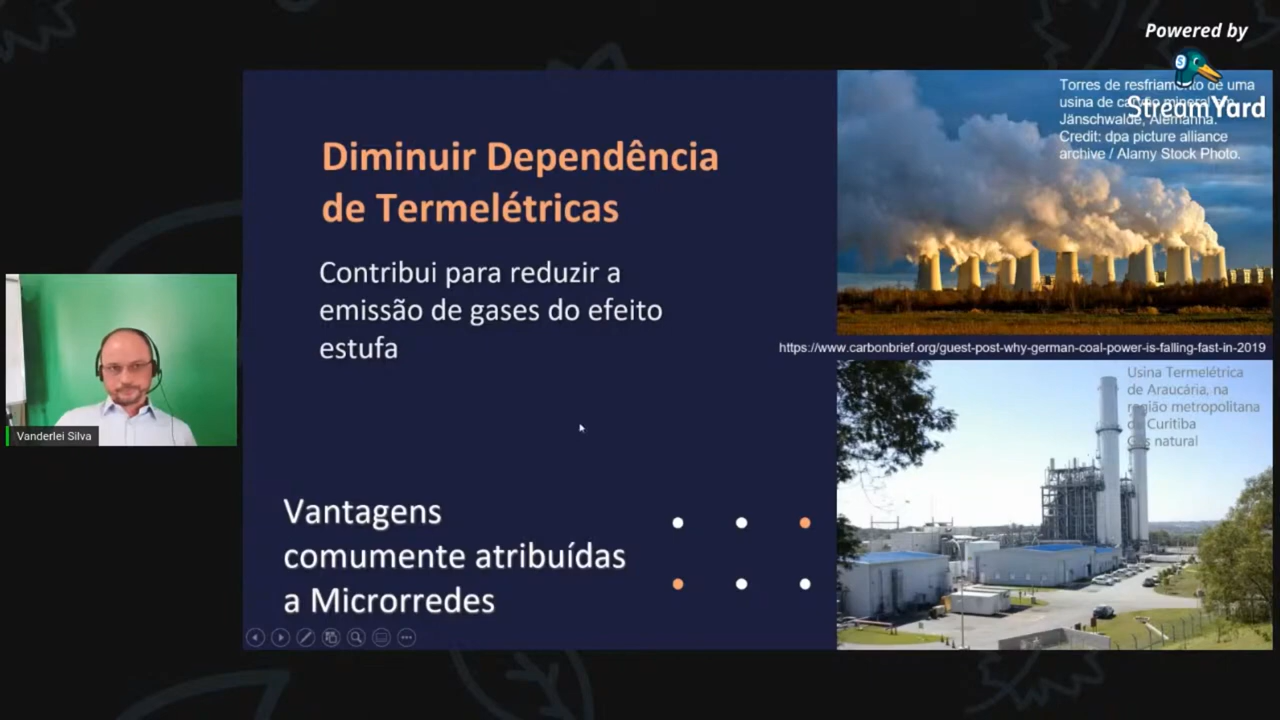 Powered by
StreamYard
Diminuir Dependência
de Termelétricas
Contribui para reduzir a
emissão de gases do efeito
estufa
Vantagens
comumente atribuídas
a Microrredes
Torres de resfriamento de uma
usina de carvão mineral em
Jänschwalde, Alemanha.
Credit: dpa picture alliance
archive / Alamy Stock Photo.
https://www.carbonbrief.org/guest-post-why-german-coal-power-is-falling-fast-in-2019
Usina Termelétrica
de Araucária, na
região metropolitana
de Curitiba
Gás natural
Vanderlei Silva